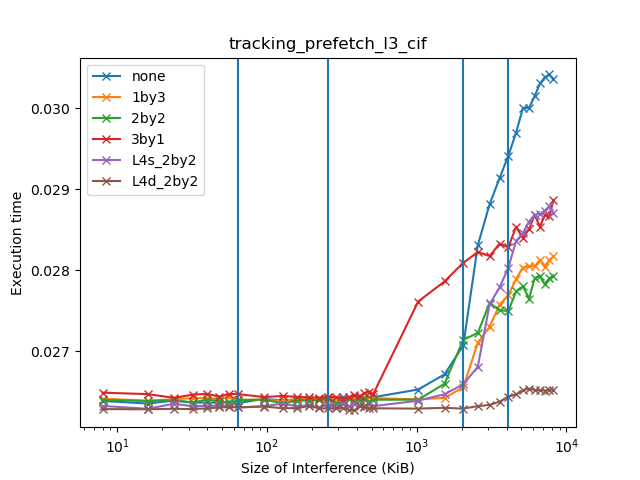 tracking_prefetch_l3_cif
none
1by3
2by2
3by1
L4s_2by2
L4d_2by2
0.030
0.029
0.028
0.027
Execution time
10¹
10²
10³
10⁴
Size of Interference (KiB)